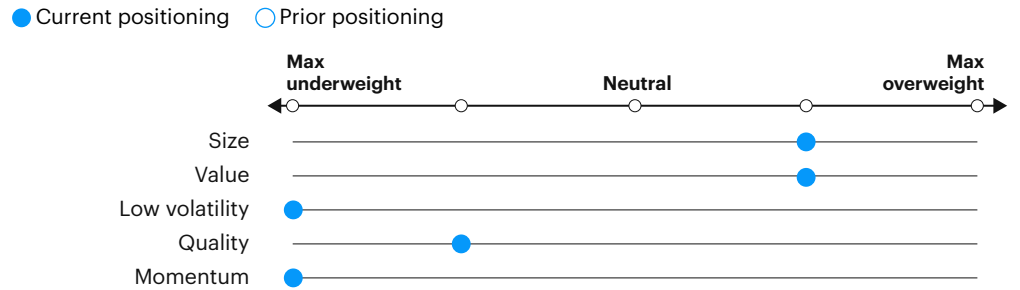 Current positioning Prior positioning
Max underweight
Neutral
Max overweight
Size
Value
Low volatility
Quality
Momentum